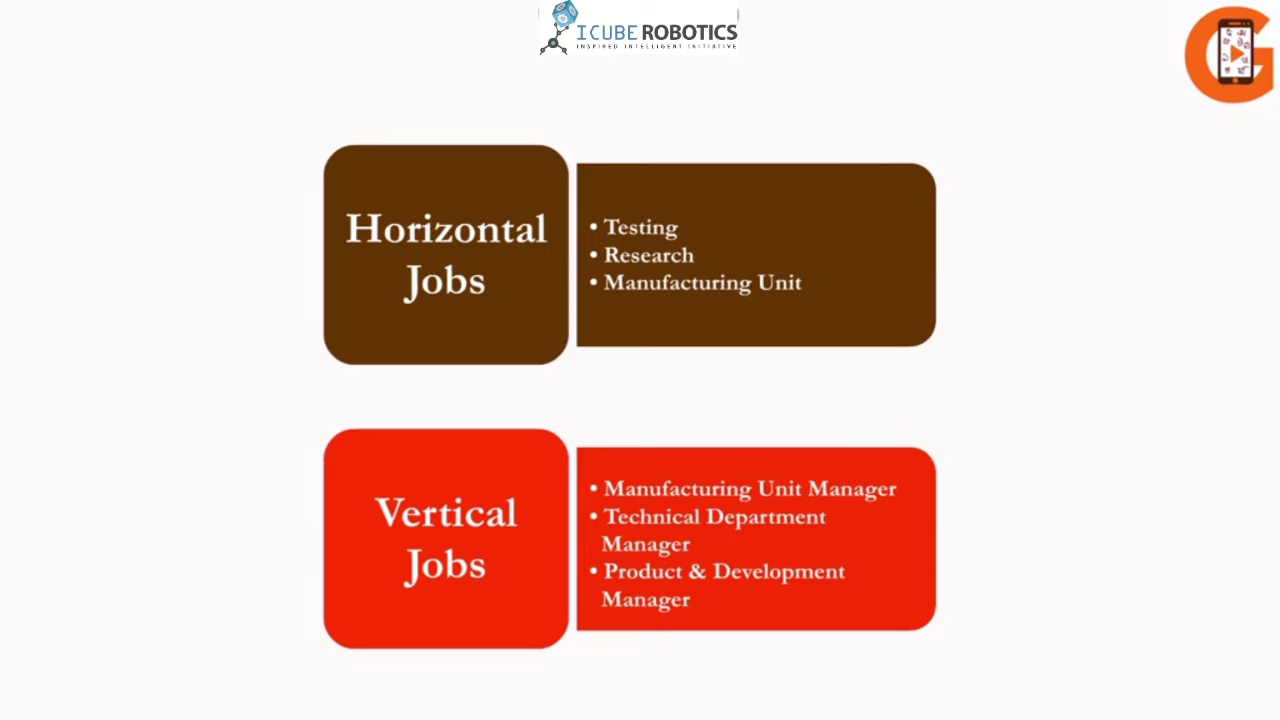 ICUBE ROBOTICS
INSPIRED INTELLIGENT INITIATIVE
Horizontal
Jobs
• Testing
• Research
• Manufacturing Unit
Vertical
Jobs
• Manufacturing Unit Manager
• Technical Department
Manager
• Product & Development
Manager